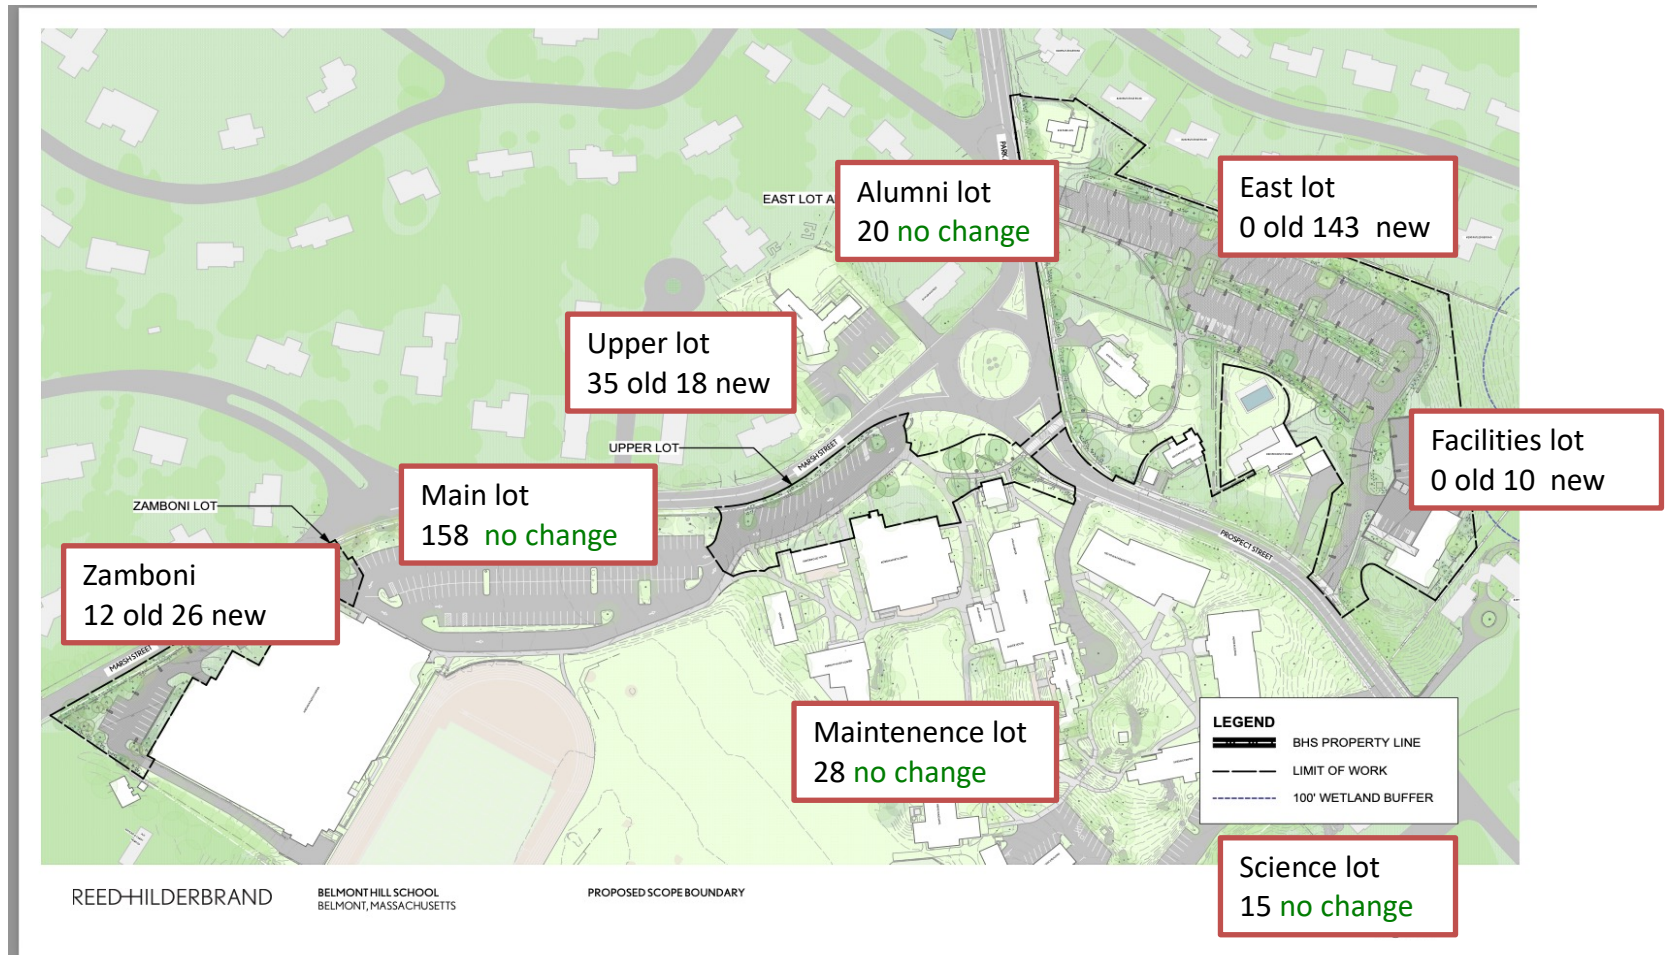 Alumni lot
20 no change
East lot
0 old 143  new
EAST LOT A
PARK
Upper lot
35 old 18 new
UPPER LOT
MARSH STREET
Main lot
158  no change
Facilities lot
0 old 10  new
ZAMBONI LOT
Zamboni
12 old 26 new
MARSH STREET
PROSPECT STREET
Maintenence lot
28 no change
LEGEND
BHS PROPERTY LINE
LIMIT OF WORK
100' WETLAND BUFFER
Science lot
15 no change
REED-HILDERBRAND
BELMONT HILL SCHOOL
BELMONT, MASSACHUSETTS
PROPOSED SCOPE BOUNDARY